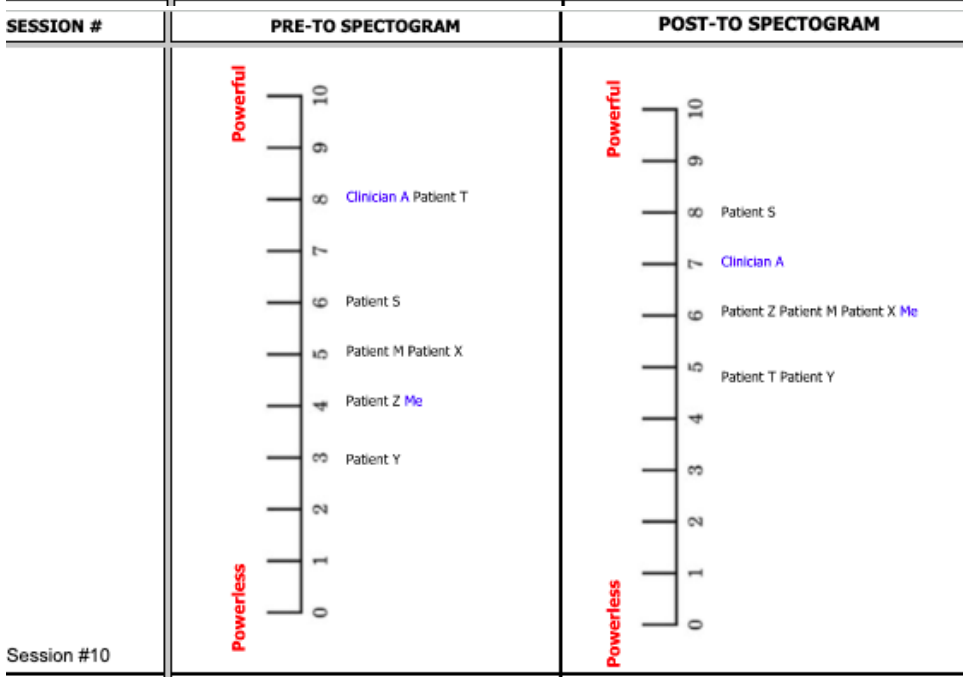 SESSION #
PRE-TO SPECTOGRAM
POST-TO SPECTOGRAM
Powerful
10
9
8
Clinician A Patient T
7
6
Patient S
5
Patient M Patient X
4
Patient Z Me
3
Patient Y
2
1
0
Powerless
Powerful
10
9
8
Patient S
7
Clinician A
6
Patient Z Patient M Patient X Me
5
Patient T Patient Y
4
3
2
1
0
Powerless
Session #10